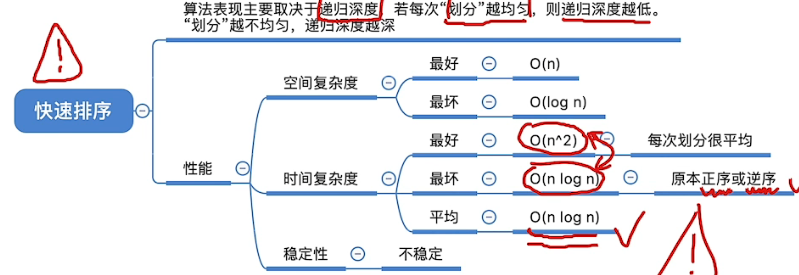 算法表现主要取决于递归深度，若每次“划分”越均匀，则递归深度越低。
“划分”越不均匀，递归深度越深
快速排序
性能
空间复杂度
最好
O(n)
最坏
O(log n)
时间复杂度
最好
O(n^2)
每次划分很平均
最坏
O(n log n)
原本正序或逆序
平均
O(n log n)
稳定性
不稳定